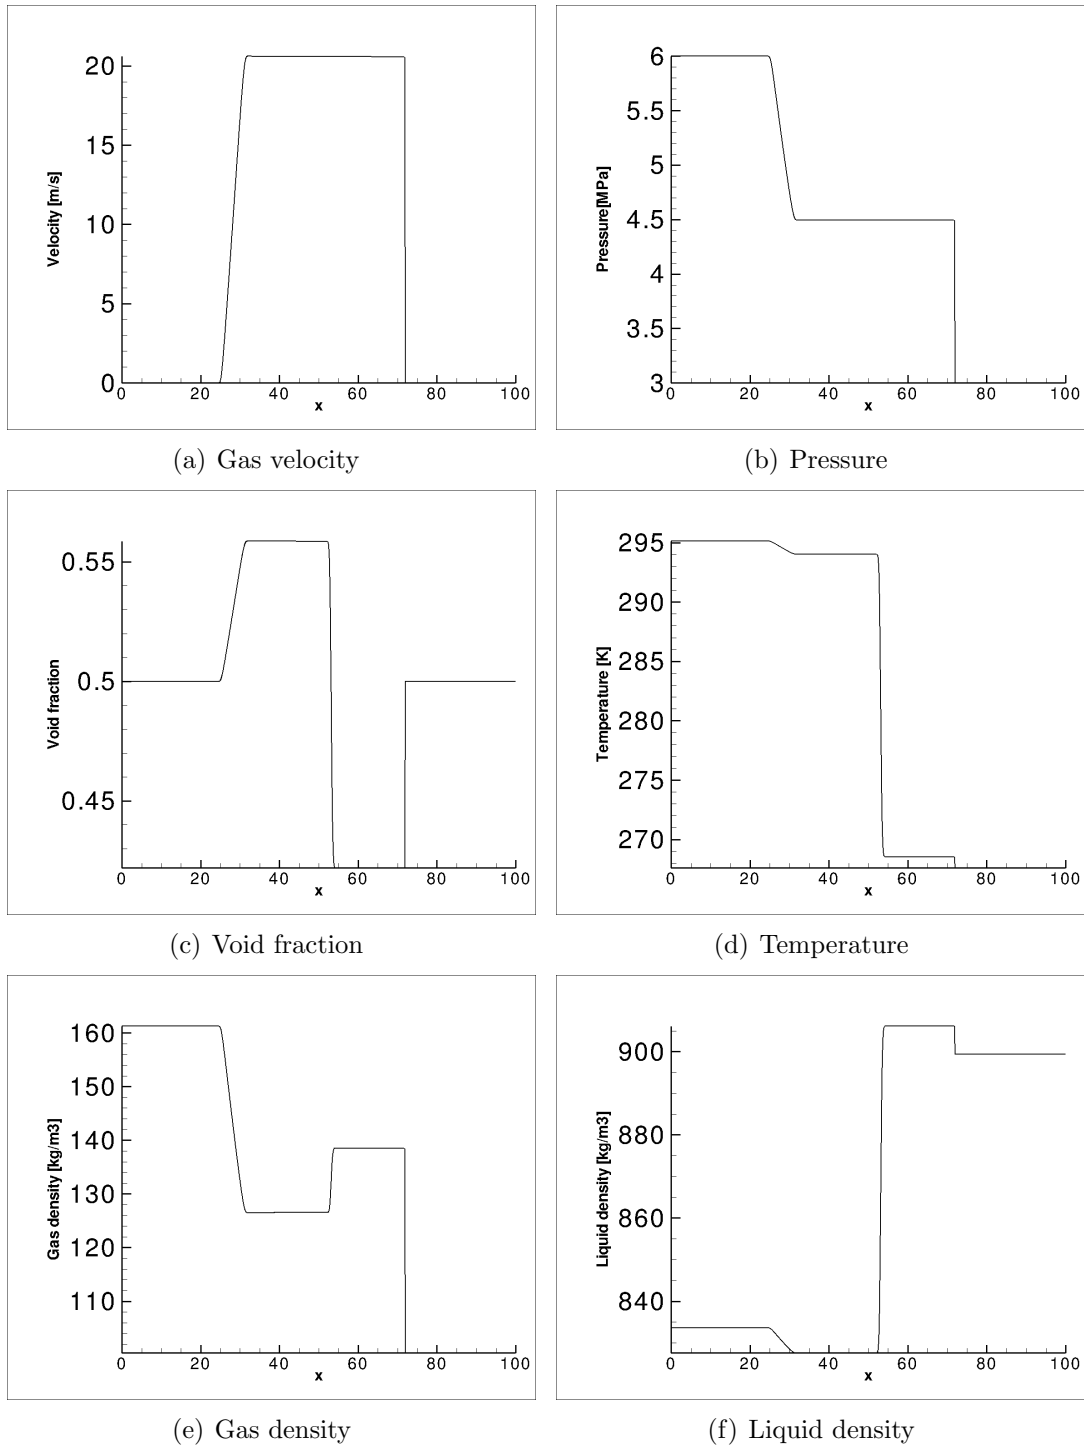 20
15
10
5
0
Velocity [m/s]
0 20 40 60 80 100
x
(a) Gas velocity
6
5.5
5
4.5
4
3.5
3
Pressure[MPa]
0 20 40 60 80 100
x
(b) Pressure
0.55
0.5
0.45
Void fraction
0 20 40 60 80 100
x
(c) Void fraction
295
290
285
280
275
270
Temperature [K]
0 20 40 60 80 100
x
(d) Temperature
160
150
140
130
120
110
Gas density [kg/m3]
0 20 40 60 80 100
x
(e) Gas density
900
880
860
840
Liquid density [kg/m3]
0 20 40 60 80 100
x
(f) Liquid density